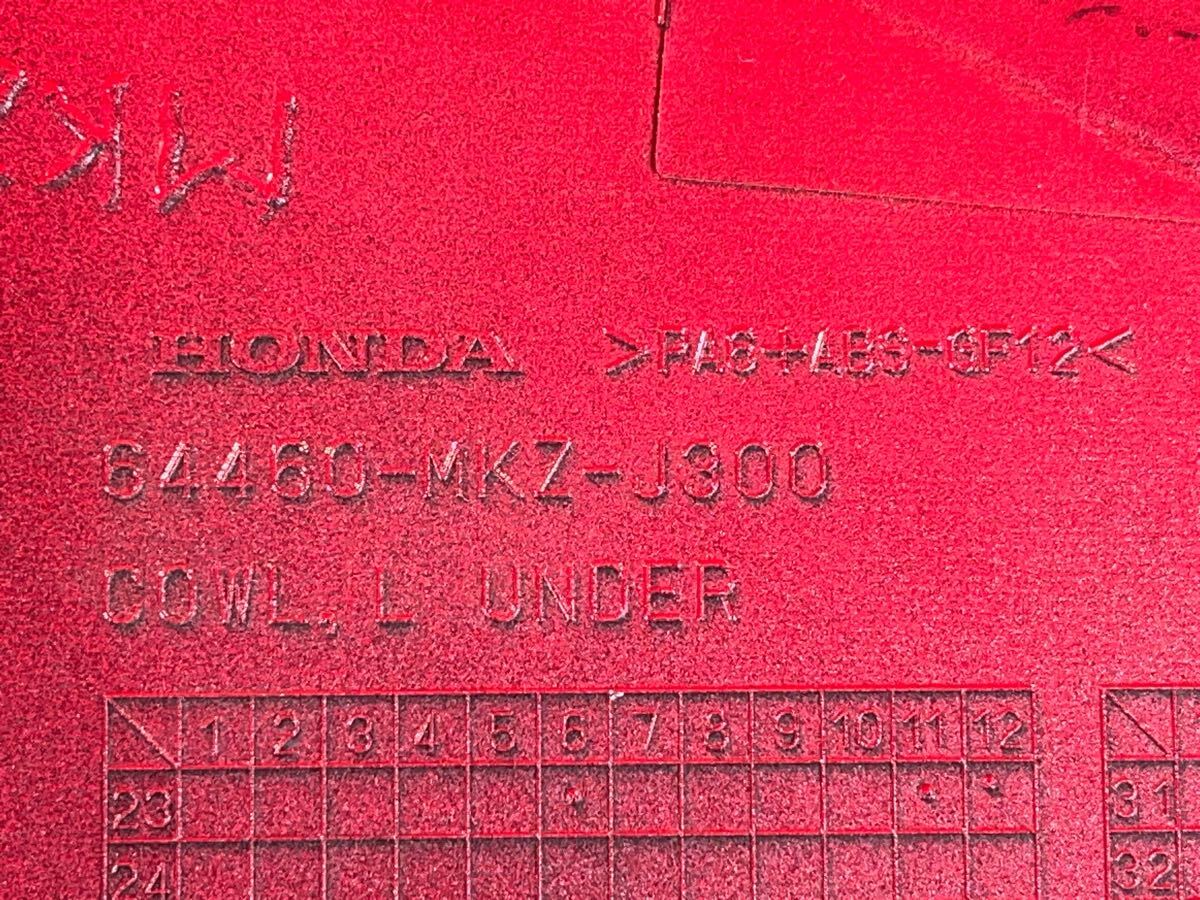 HONDA >PA6+ABS-GF12<
64460-MKZ-J300
COWL, L UNDER
1 2 3 4 5 6 7 8 9 10 11 12
23 31
24 32